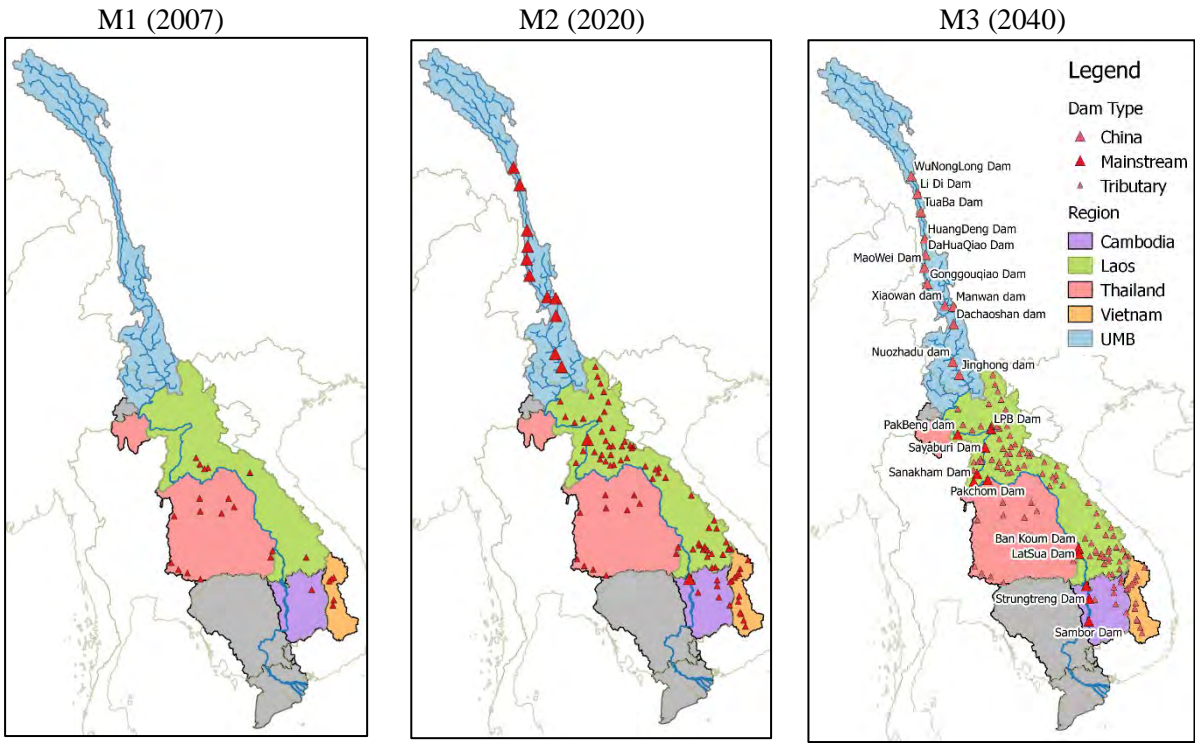 M1 (2007)
M2 (2020)
M3 (2040)
Legend
Dam Type
China
Mainstream
Tributary
Region
Cambodia
Laos
Thailand
Vietnam
UMB
WuNongLong Dam
Li Di Dam
TuaBa Dam
HuangDeng Dam
DaHuaQiao Dam
MaoWei Dam
Gonggouqiao Dam
Xiaowan dam
Manwan dam
Dachaoshan dam
Nuozhadu dam
Jinghong dam
PakBeng dam
LPB Dam
Sayaburi Dam
Sanakham Dam
Pakchom Dam
Ban Koum Dam
LatSua Dam
Strungtreng Dam
Sambor Dam